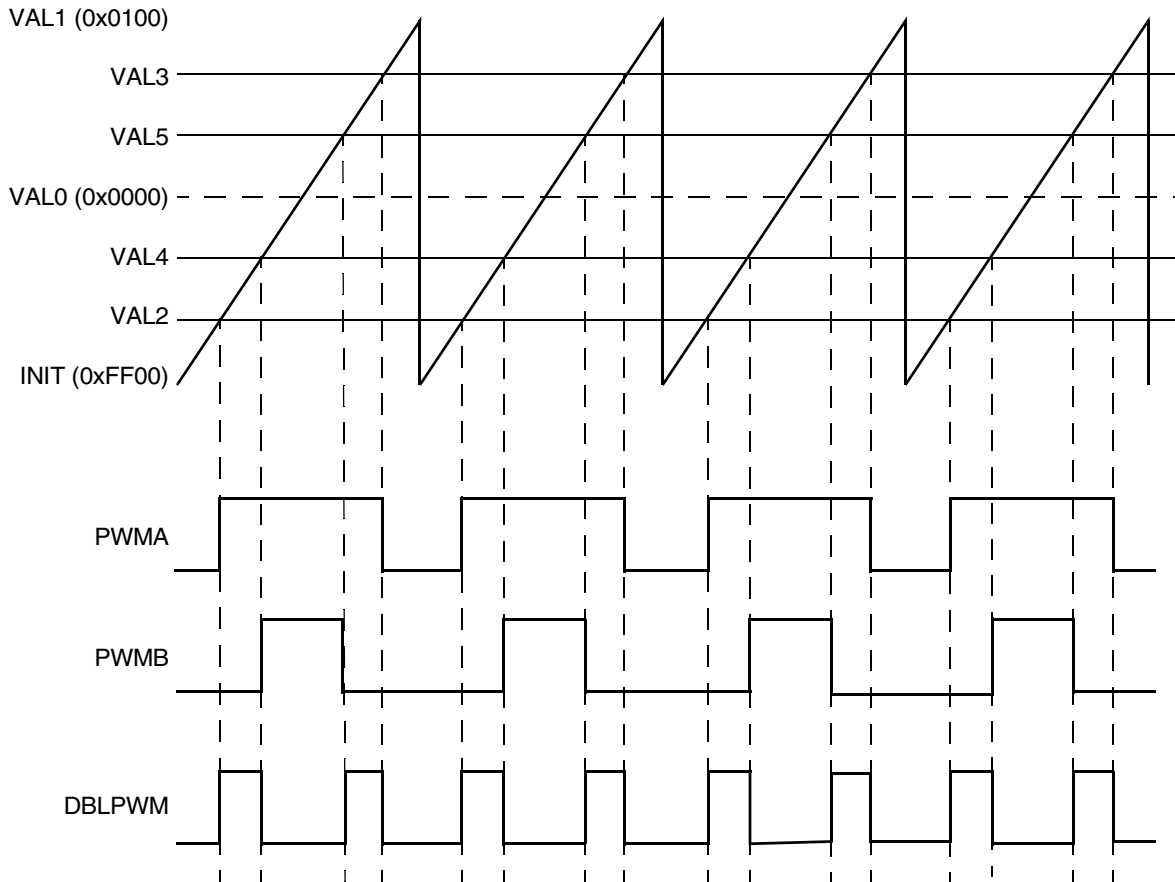 VAL1 (0x0100)
VAL3
VAL5
VAL0 (0x0000)
VAL4
VAL2
INIT (0xFF00)
PWMA
PWMB
DBLPWM